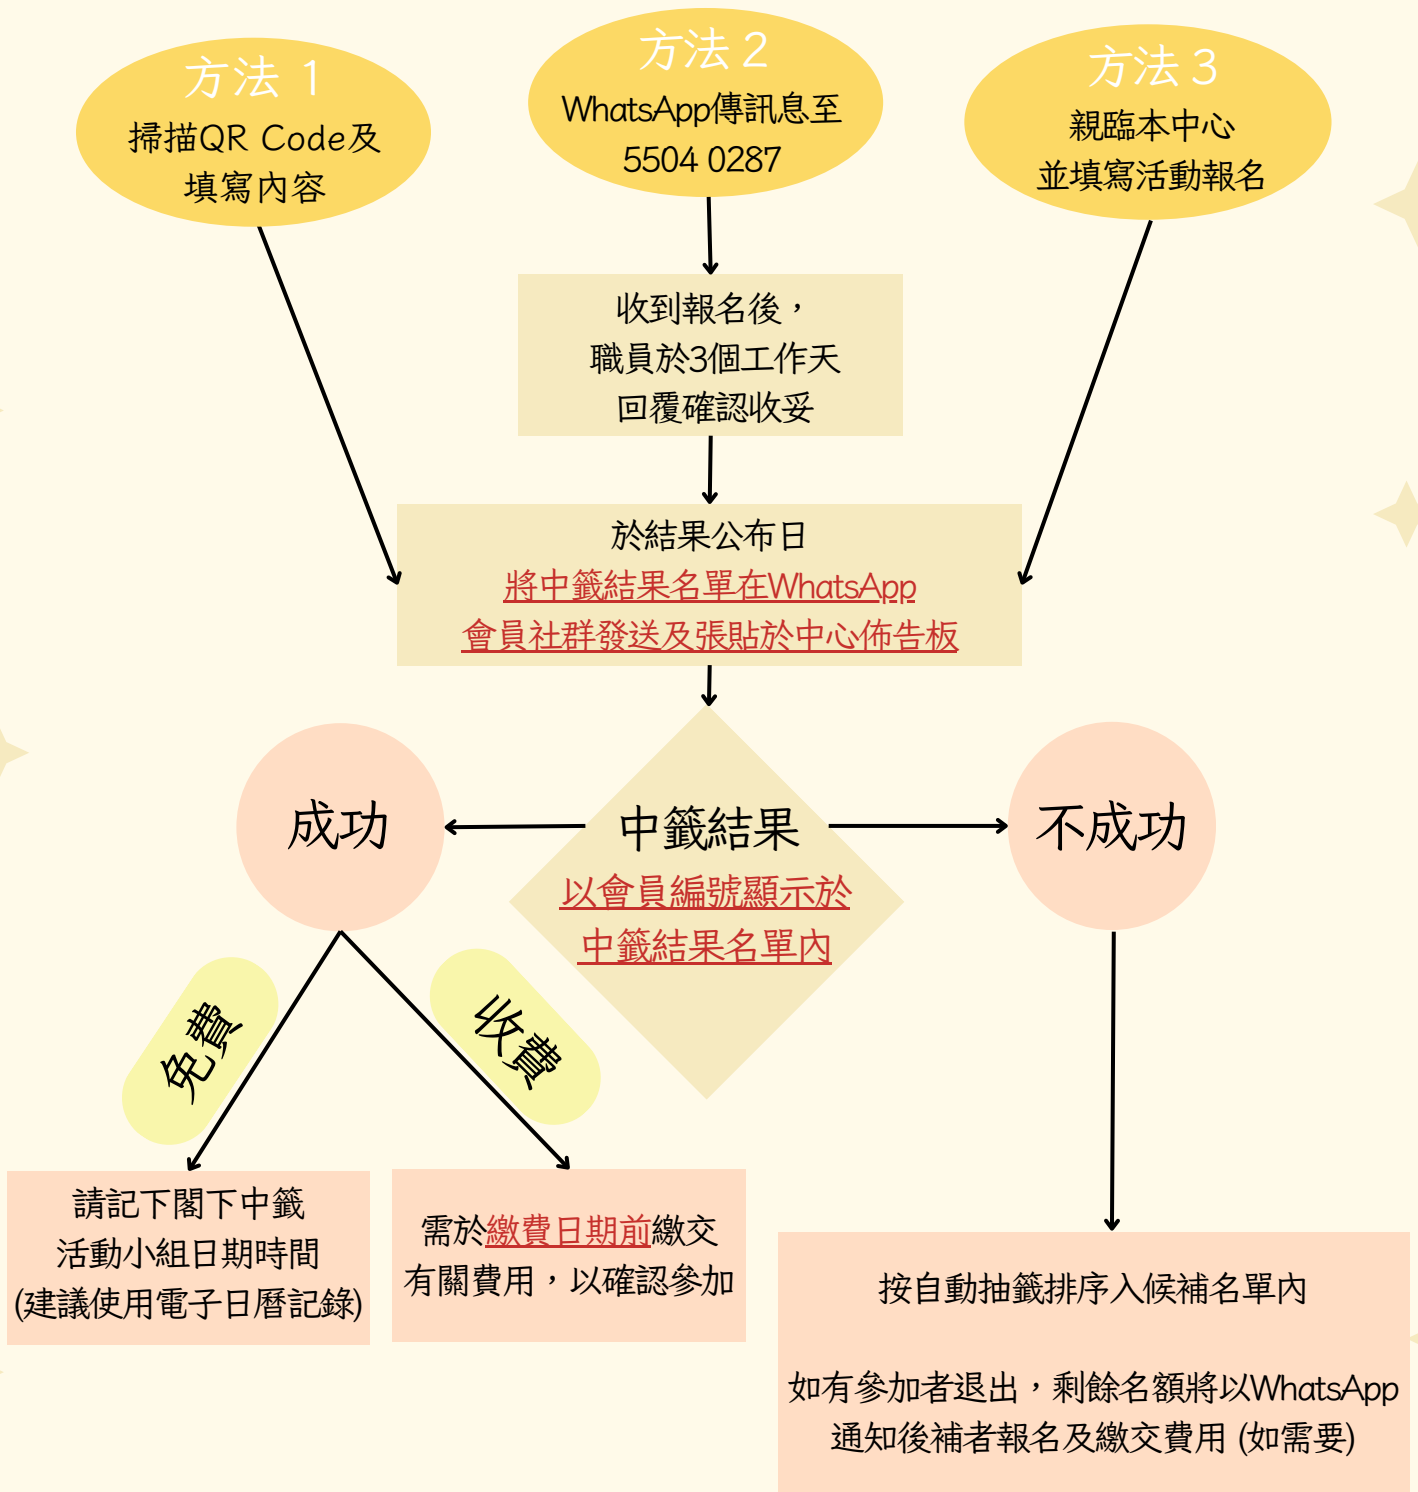 方法 1
掃描QR Code及
填寫內容
方法 2
WhatsApp傳訊息至
5504 0287
方法 3
親臨本中心
並填寫活動報名
收到報名後，
職員於3個工作天
回覆確認收妥
於結果公布日
將中籤結果名單在WhatsApp
會員社群發送及張貼於中心佈告板
成功
中籤結果
以會員編號顯示於
中籤結果名單內
不成功
免費
收費
請記下閣下中籤
活動小組日期時間
(建議使用電子日曆記錄)
需於繳費日期前繳交
有關費用，以確認參加
按自動抽籤排序入候補名單內
如有參加者退出，剩餘名額將以WhatsApp
通知後補者報名及繳交費用 (如需要)